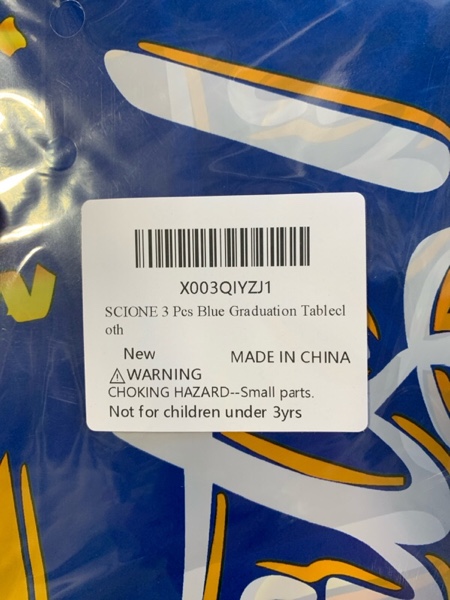 X003QIYZJ1
SCIONE 3 Pcs Blue Graduation Tablecl
oth
New
MADE IN CHINA
⚠WARNING
CHOKING HAZARD--Small parts.
Not for children under 3yrs